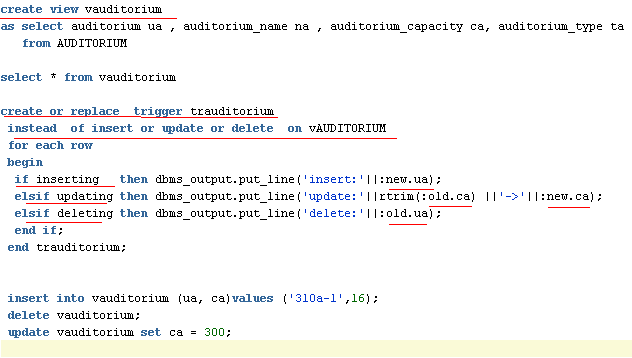 create view vauditorium
as select auditorium ua , auditorium_name na , auditorium_capacity ca, auditorium_type ta
from AUDITORIUM
select * from vauditorium
create or replace trigger trauditorium
instead of insert or update or delete on vAUDITORIUM
for each row
begin
if inserting then dbms_output.put_line('insert:'||:new.ua);
elsif updating then dbms_output.put_line('update:'||rtrim(:old.ca) ||'->'||:new.ca);
elsif deleting then dbms_output.put_line('delete:'||:old.ua);
end if;
end trauditorium;
insert into vauditorium (ua, ca)values ('310a-1',16);
delete vauditorium;
update vauditorium set ca = 300;